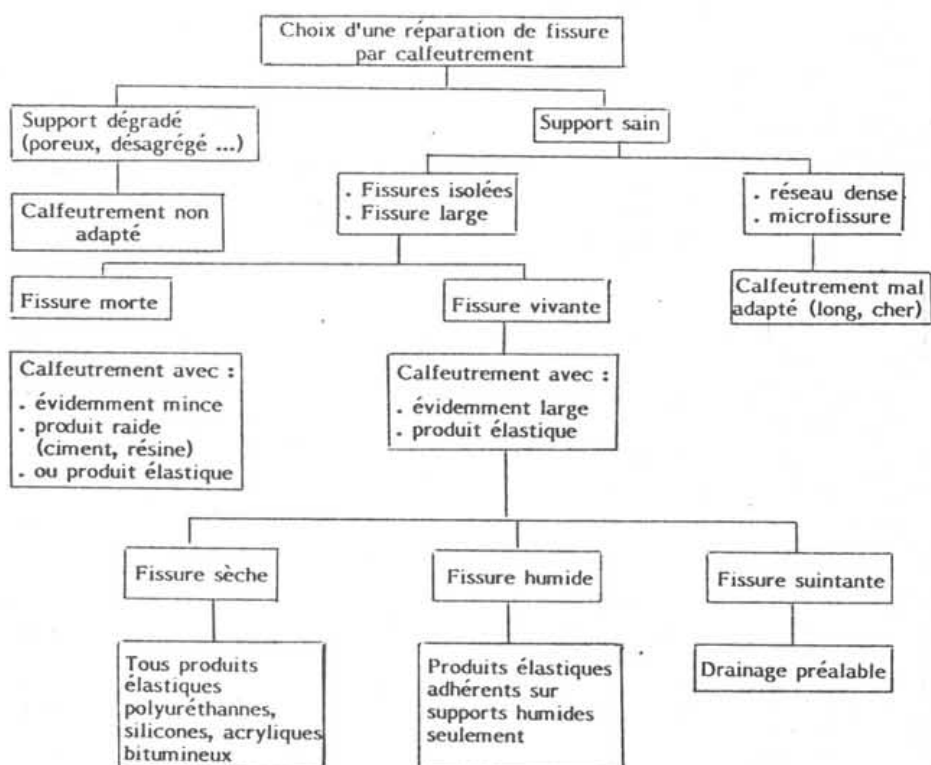 Choix d'une réparation de fissure
par calfeutrement
Support dégradé
(poreux, désagrégé ...)
Support sain
Calfeutrement non
adapté
. Fissures isolées
. Fissure large
. réseau dense
. microfissure
Fissure morte
Fissure vivante
Calfeutrement mal
adapté (long, cher)
Calfeutrement avec :
. évidemment mince
. produit raide
(ciment, résine)
. ou produit élastique
Calfeutrement avec :
. évidemment large
. produit élastique
Fissure sèche
Fissure humide
Fissure suintante
Tous produits
élastiques
polyuréthannes,
silicones, acryliques
bitumineux
Produits élastiques
adhérents sur
supports humides
seulement
Drainage préalable